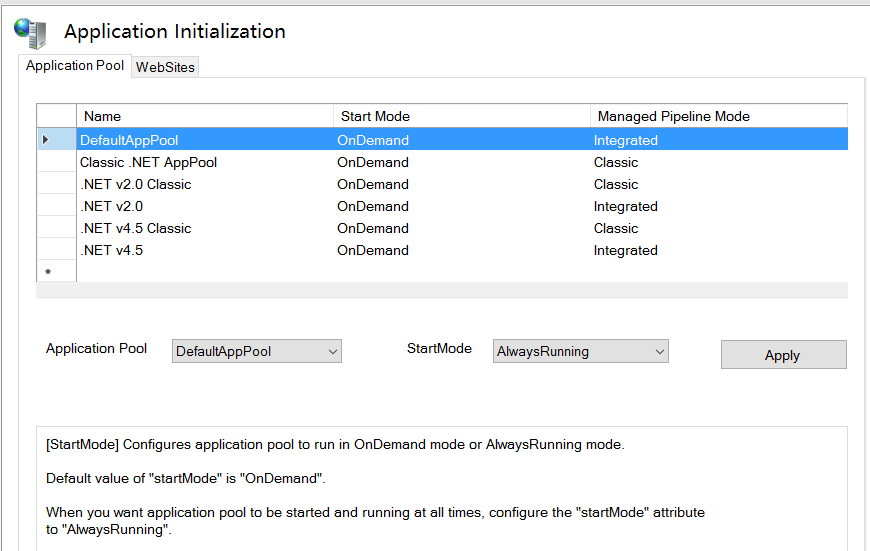 Application Initialization
Application Pool WebSites
Name Start Mode Managed Pipeline Mode
DefaultAppPool OnDemand Integrated
Classic .NET AppPool OnDemand Classic
.NET v2.0 Classic OnDemand Classic
.NET v2.0 OnDemand Integrated
.NET v4.5 Classic OnDemand Classic
.NET v4.5 OnDemand Integrated
*
Application Pool DefaultAppPool StartMode AlwaysRunning Apply
[StartMode] Configures application pool to run in OnDemand mode or AlwaysRunning mode.
Default value of "startMode" is "OnDemand".
When you want application pool to be started and running at all times, configure the "startMode" attribute
to "AlwaysRunning".